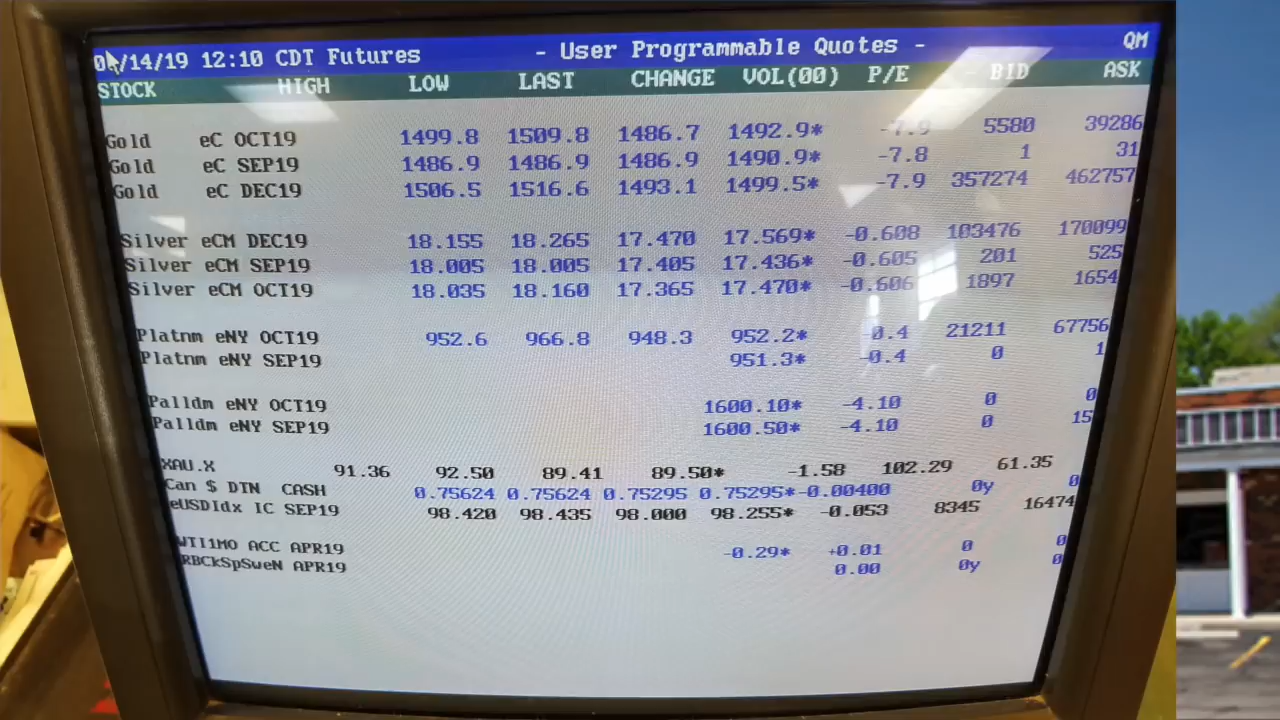 /14/19 12:10 CDT Futures - User Programmable Quotes - QM
STOCK HIGH LOW LAST CHANGE VOL(00) P/E BID ASK
Gold eC OCT19 1499.8 1509.8 1486.7 1492.9* -7.9 5580 39286
Gold eC SEP19 1486.9 1486.9 1486.9 1490.9* -7.8 1 31
Gold eC DEC19 1506.5 1516.6 1493.1 1499.5* -7.9 357274 462757
Silver eCM DEC19 18.155 18.265 17.470 17.569* -0.608 103476 170099
Silver eCM SEP19 18.005 18.005 17.405 17.436* -0.605 201 525
Silver eCM OCT19 18.035 18.160 17.365 17.470* -0.606 1897 1654
Platnm eNY OCT19 952.6 966.8 948.3 952.2* 0.4 21211 67756
Platnm eNY SEP19 951.3* -0.4 0 1
Palldm eNY OCT19 1600.10* -4.10 0 0
Palldm eNY SEP19 1600.50* -4.10 0 15
XAU.X 91.36 92.50 89.41 89.50* -1.58 102.29 61.35
Can $ DTN CASH 0.75624 0.75624 0.75295 0.75295*-0.00400 0y 0
eUSDIdx IC SEP19 98.420 98.435 98.000 98.255* -0.053 8345 16474
WTI1MO ACC APR19 -0.29* +0.01 0 0
RBCkSpSweN APR19 0.00 0y 0